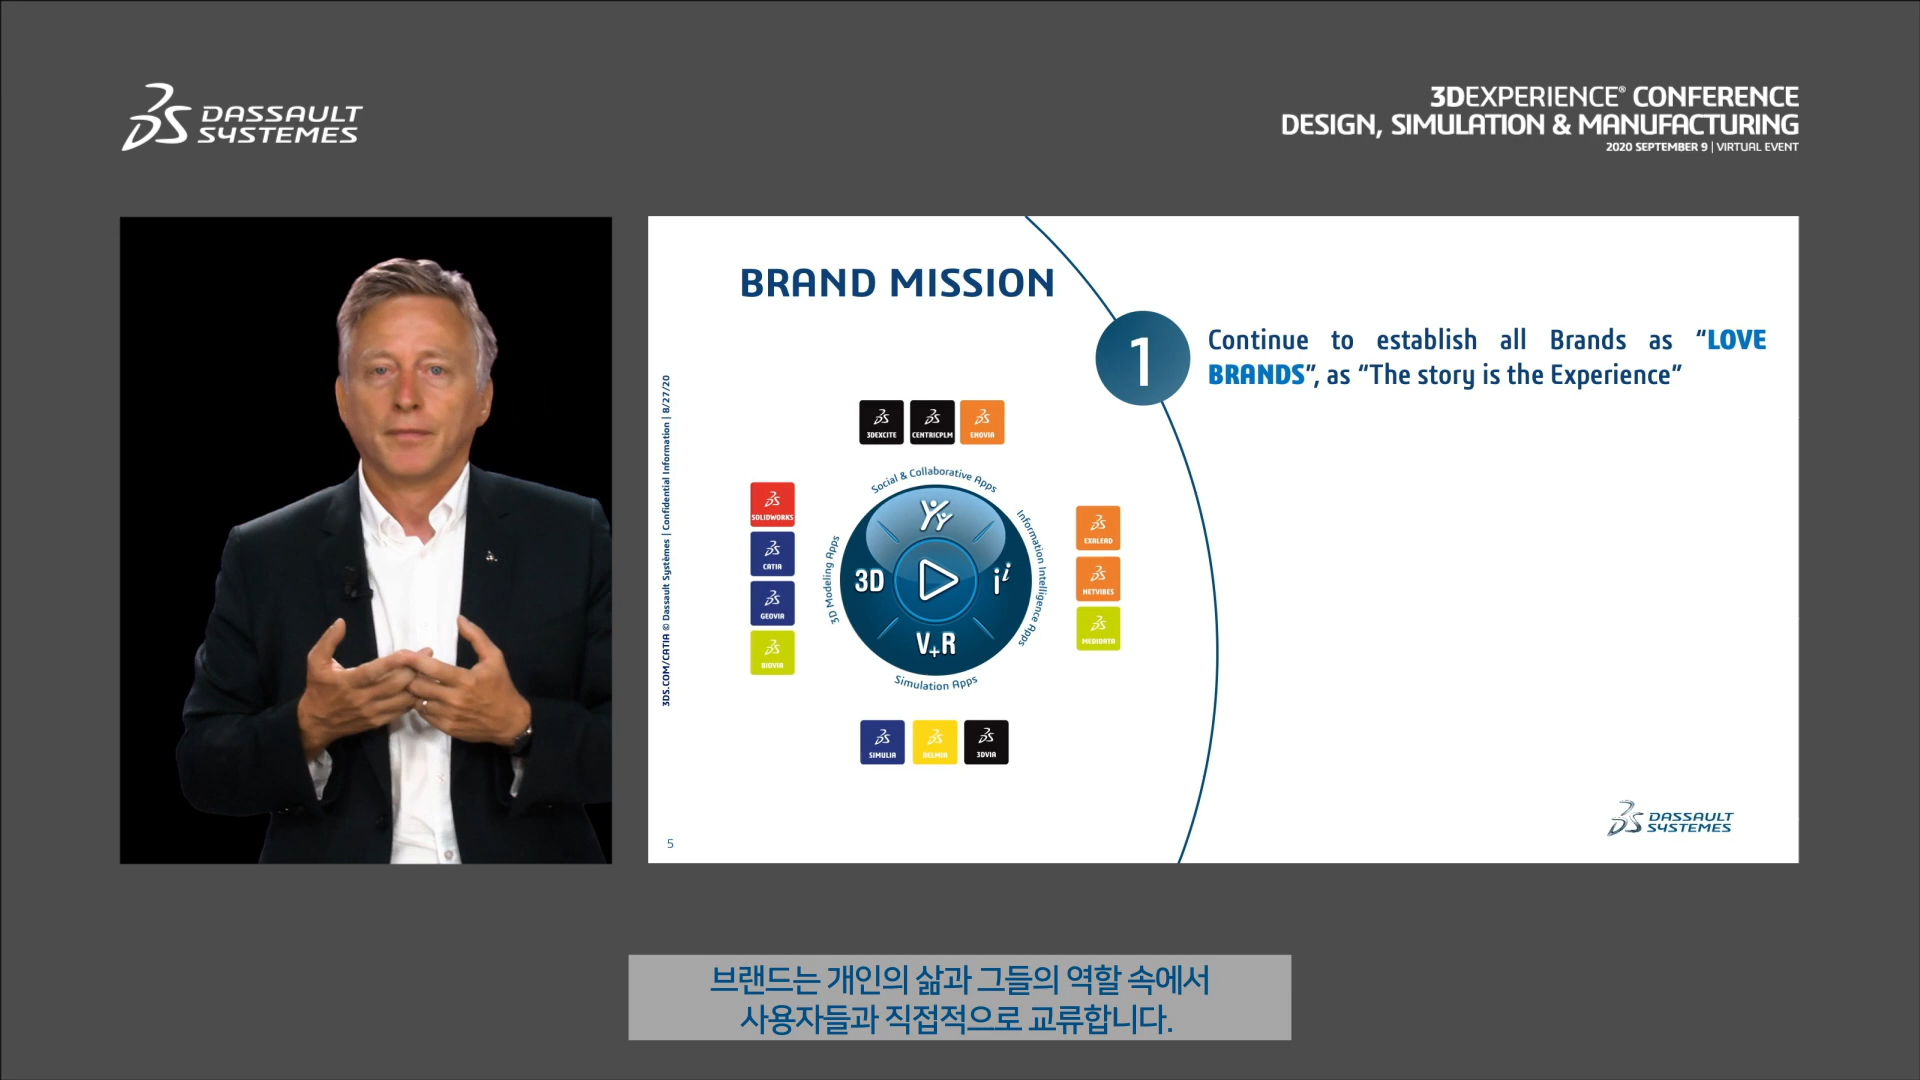 DASSAULT
SYSTEMES
3DEXPERIENCE® CONFERENCE
DESIGN, SIMULATION & MANUFACTURING
2020 SEPTEMBER 9 | VIRTUAL EVENT
BRAND MISSION
1
Continue to establish all Brands as “LOVE
BRANDS”, as “The story is the Experience”
3DS.COM/CATIA © Dassault Systèmes | Confidential Information | 8/27/20
3DEXCITE
CENTRICPLM
ENOVIA
SOLIDWORKS
CATIA
GEOVIA
BIOVIA
Social & Collaborative Apps
3D Modeling Apps
Information Intelligence Apps
Simulation Apps
3D
i i
V+R
EXALEAD
NETVIBES
MEDIDATA
SIMULIA
DELMIA
3DVIA
5
DASSAULT
SYSTEMES
브랜드는 개인의 삶과 그들의 역할 속에서
사용자들과 직접적으로 교류합니다.